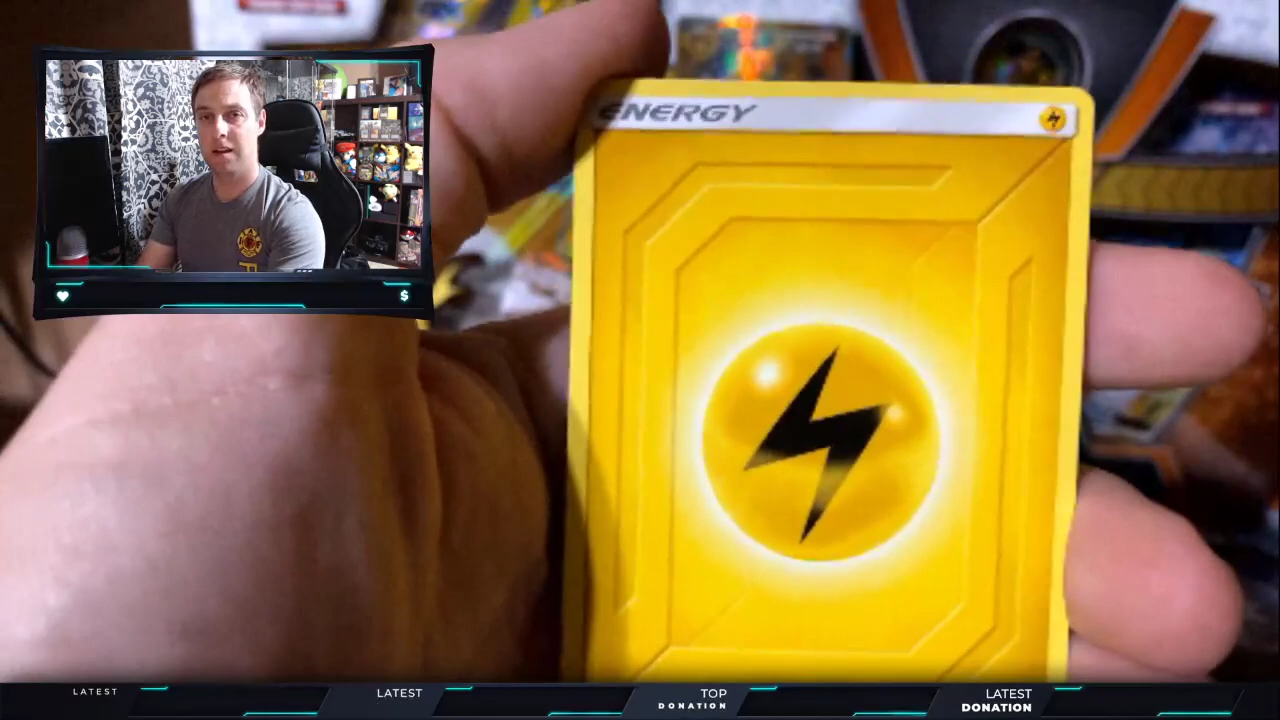 ENERGY
$
LATEST
LATEST
TOP
DONATION
LATEST
DONATION